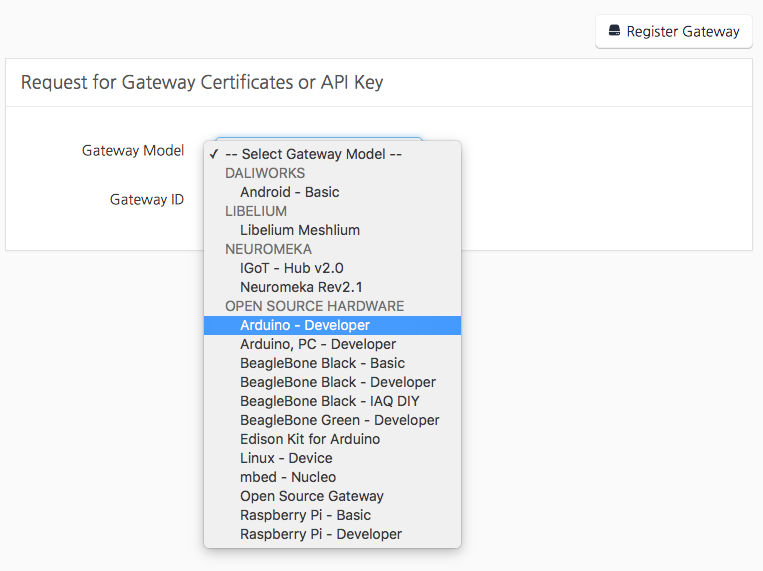 Register Gateway
Request for Gateway Certificates or API Key
Gateway Model
✓ -- Select Gateway Model --
DALIWORKS
Android - Basic
LIBELIUM
Libelium Meshlium
NEUROMEKA
IGoT - Hub v2.0
Neuromeka Rev2.1
OPEN SOURCE HARDWARE
Arduino - Developer
Arduino, PC - Developer
BeagleBone Black - Basic
BeagleBone Black - Developer
BeagleBone Black - IAQ DIY
BeagleBone Green - Developer
Edison Kit for Arduino
Linux - Device
mbed - Nucleo
Open Source Gateway
Raspberry Pi - Basic
Raspberry Pi - Developer
Gateway ID